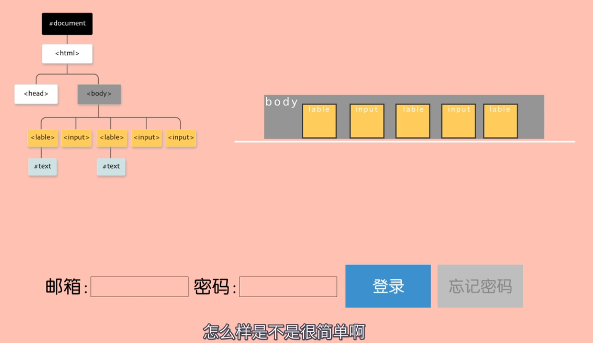 #document
<html>
<head> <body>
<lable> <input> <lable> <input> <input>
#text #text
body
lable input lable input lable
邮箱: 密码: 登录 忘记密码
怎么样是不是很简单啊